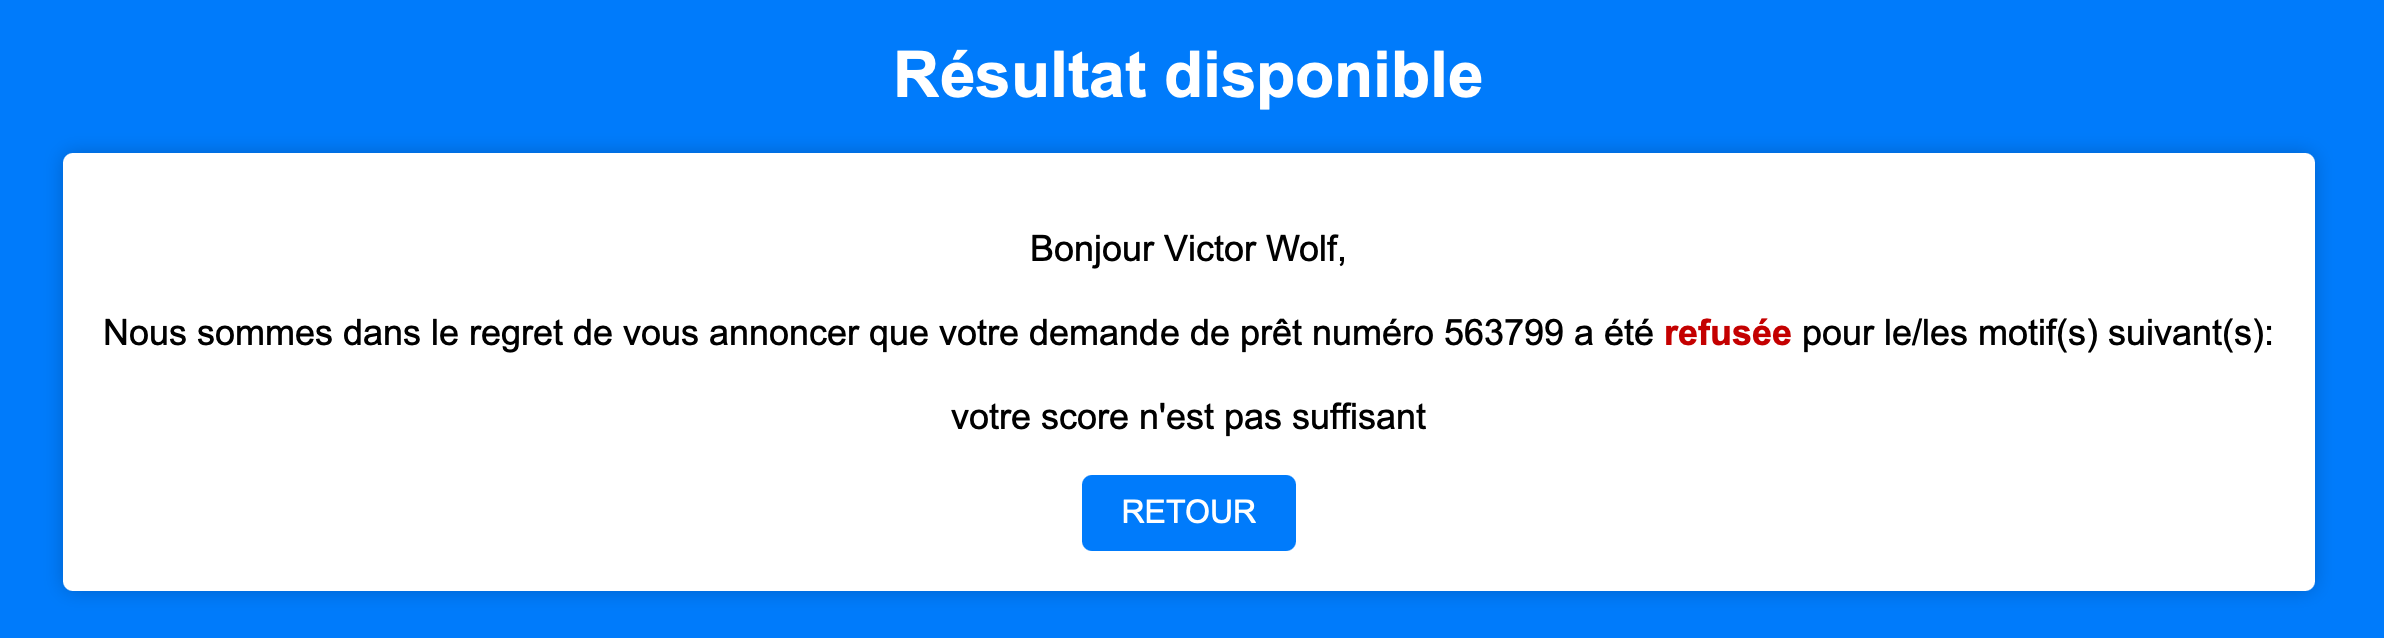 Résultat disponible
Bonjour Victor Wolf,
Nous sommes dans le regret de vous annoncer que votre demande de prêt numéro 563799 a été refusée pour le/les motif(s) suivant(s):
votre score n'est pas suffisant
RETOUR